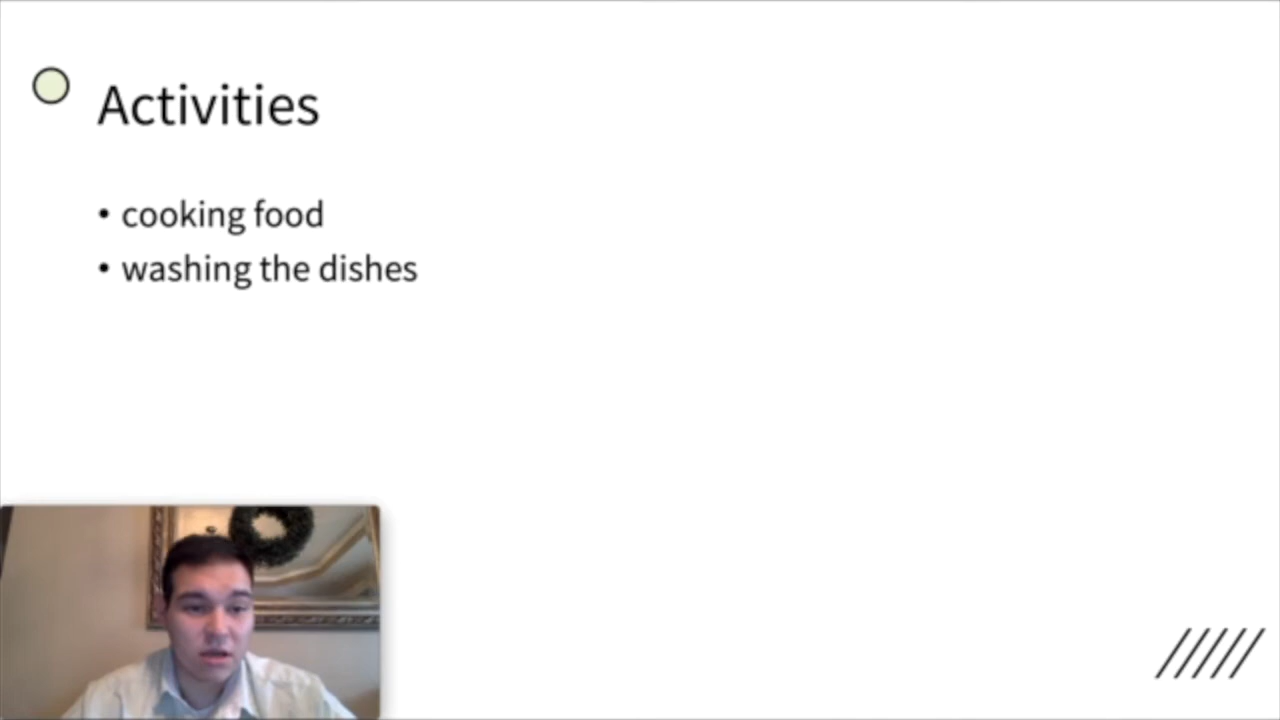 Activities
• cooking food
• washing the dishes